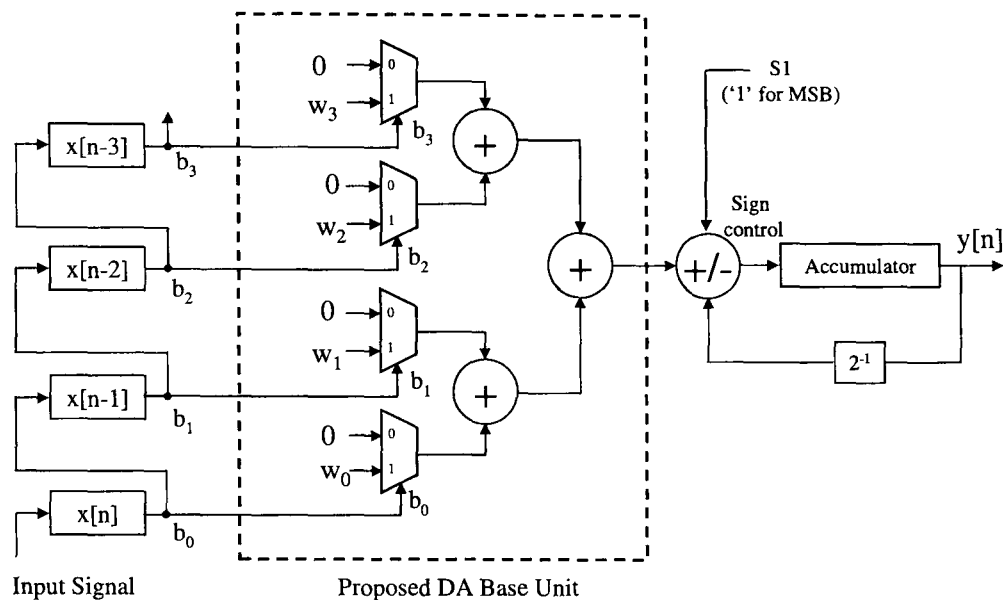 0
0
w₃
1
b₃
x[n-3]
b₃
0
0
w₂
1
b₂
x[n-2]
b₂
0
0
w₁
1
b₁
x[n-1]
b₁
0
0
w₀
1
b₀
x[n]
b₀
+
+
+
S1
('1' for MSB)
Sign
control
+/-
Accumulator
y[n]
2⁻¹
Input Signal
Proposed DA Base Unit